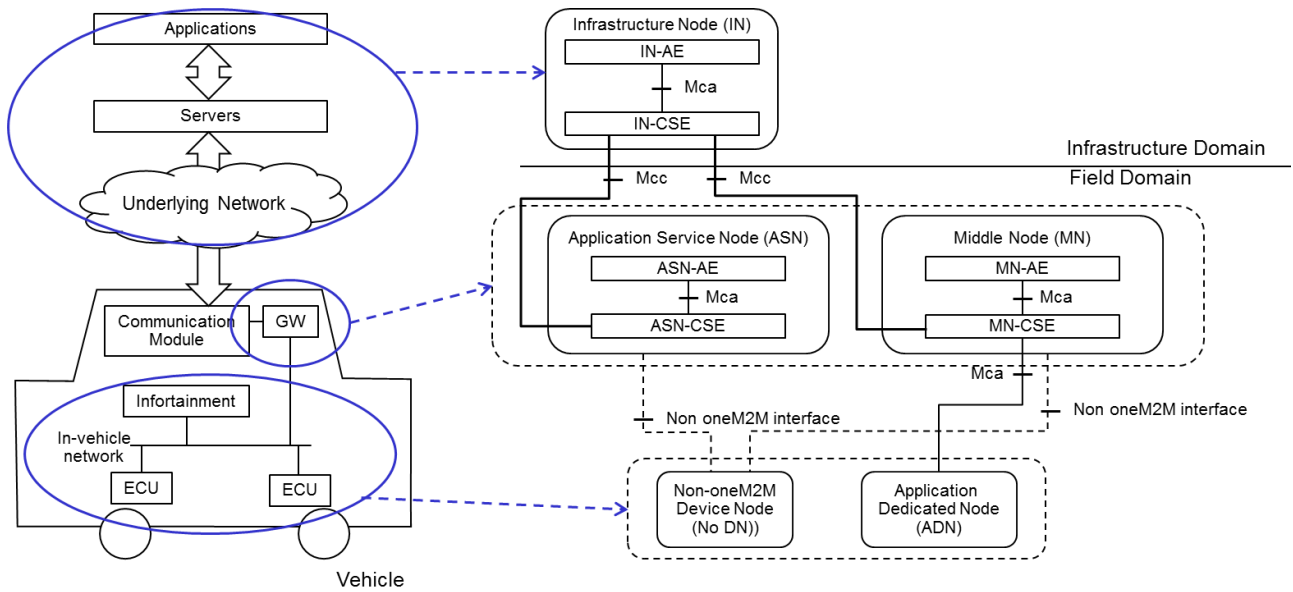 Applications
Servers
Underlying Network
Communication
Module
GW
Infortainment
In-vehicle
network
ECU
ECU
Vehicle
Infrastructure Node (IN)
IN-AE
Mca
IN-CSE
Infrastructure Domain
Mcc
Mcc
Field Domain
Application Service Node (ASN)
ASN-AE
Mca
ASN-CSE
Middle Node (MN)
MN-AE
Mca
MN-CSE
Mca
Non oneM2M interface
Non oneM2M interface
Non-oneM2M
Device Node
(No DN))
Application
Dedicated Node
(ADN)